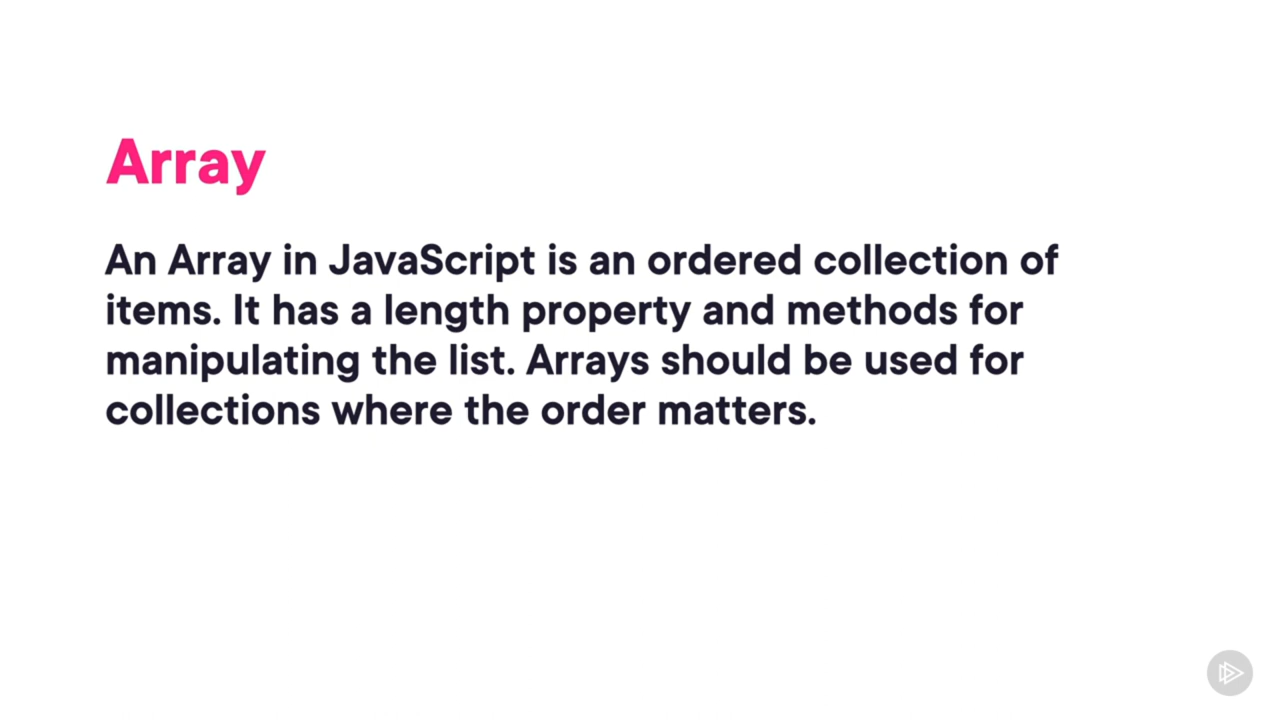 Array
An Array in JavaScript is an ordered collection of
items. It has a length property and methods for
manipulating the list. Arrays should be used for
collections where the order matters.